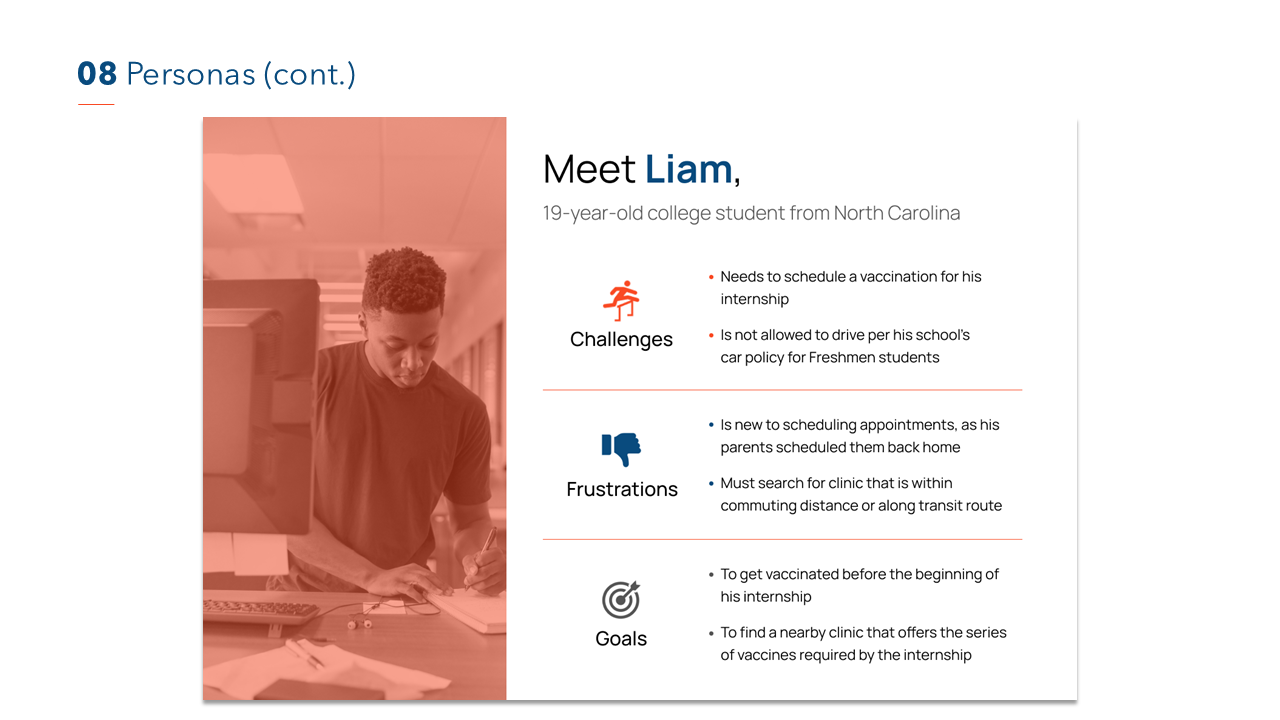 08 Personas (cont.)
Meet Liam,
19-year-old college student from North Carolina
Challenges
• Needs to schedule a vaccination for his
internship
• Is not allowed to drive per his school's
car policy for Freshmen students
Frustrations
• Is new to scheduling appointments, as his
parents scheduled them back home
• Must search for clinic that is within
commuting distance or along transit route
Goals
• To get vaccinated before the beginning of
his internship
• To find a nearby clinic that offers the series
of vaccines required by the internship